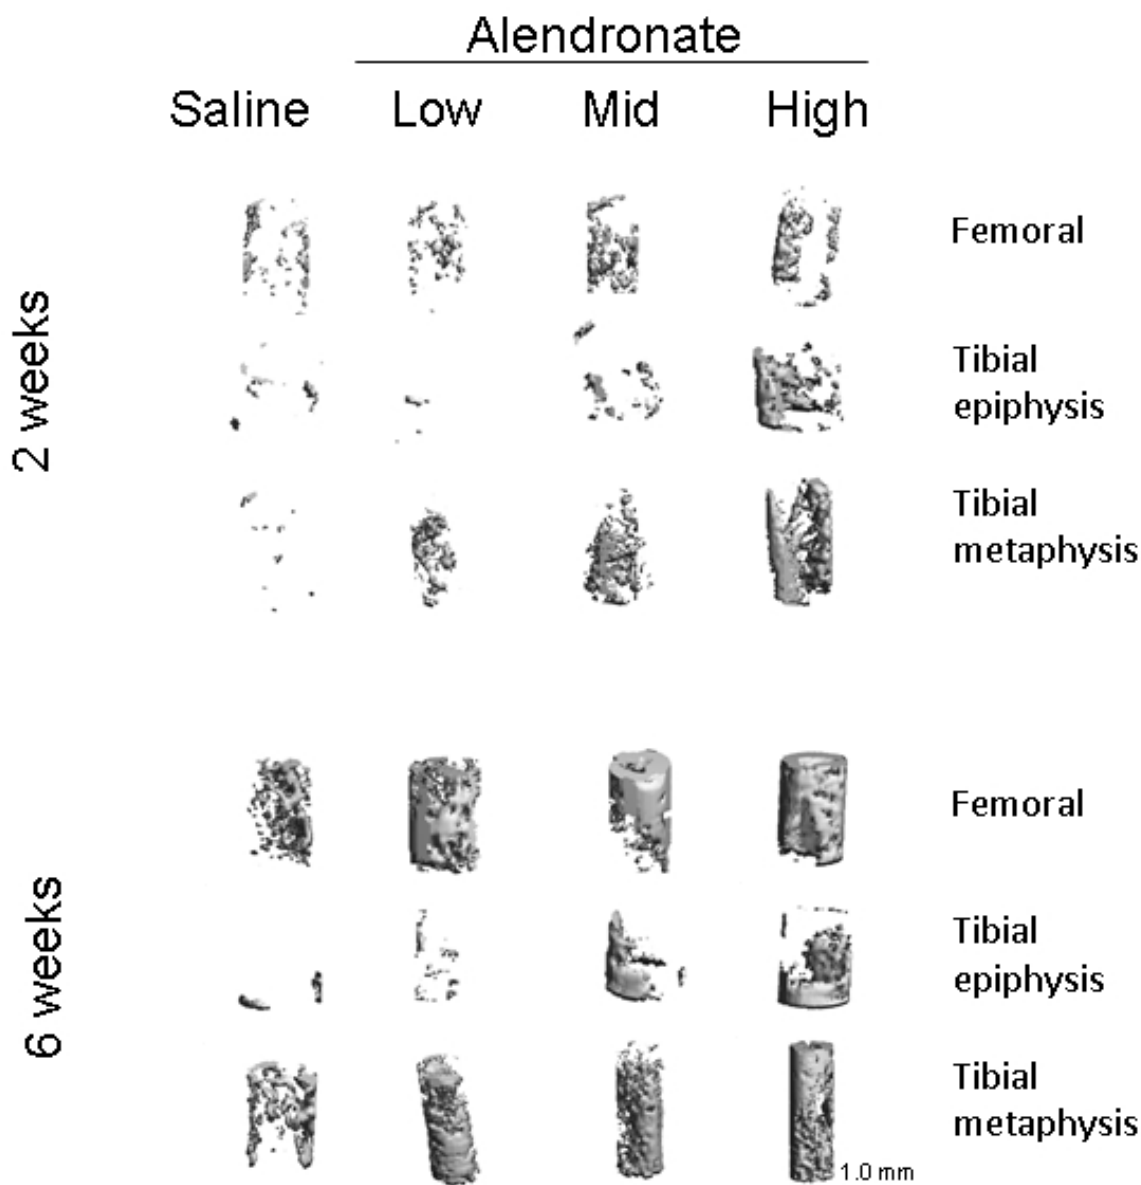 Alendronate
Saline Low Mid High
2 weeks
Femoral
Tibial
epiphysis
Tibial
metaphysis
6 weeks
Femoral
Tibial
epiphysis
Tibial
metaphysis
1.0 mm